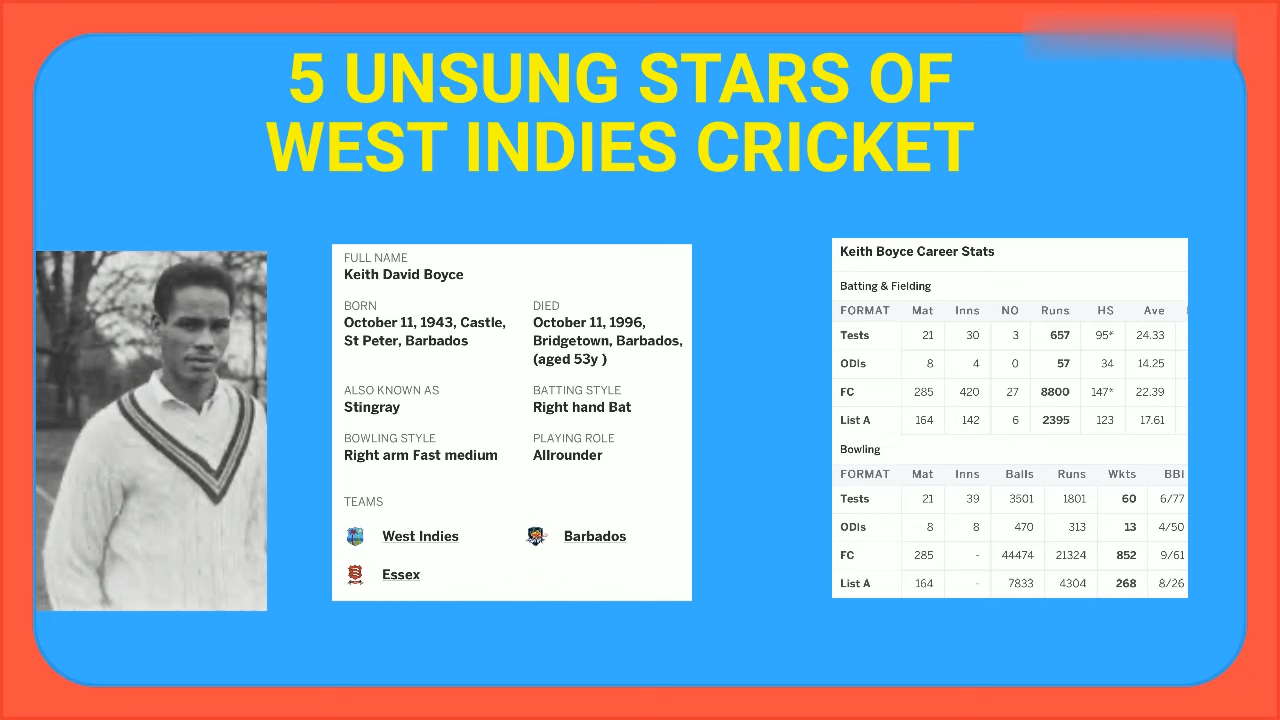 5 UNSUNG STARS OF
WEST INDIES CRICKET
FULL NAME
Keith David Boyce
BORN
October 11, 1943, Castle,
St Peter, Barbados
DIED
October 11, 1996,
Bridgetown, Barbados,
(aged 53y )
ALSO KNOWN AS
Stingray
BATTING STYLE
Right hand Bat
BOWLING STYLE
Right arm Fast medium
PLAYING ROLE
Allrounder
TEAMS
West Indies
Barbados
Essex
Keith Boyce Career Stats
Batting & Fielding
FORMAT Mat Inns NO Runs HS Ave
Tests 21 30 3 657 95* 24.33
ODIs 8 4 0 57 34 14.25
FC 285 420 27 8800 147* 22.39
List A 164 142 6 2395 123 17.61
Bowling
FORMAT Mat Inns Balls Runs Wkts BBI
Tests 21 39 3501 1801 60 6/77
ODIs 8 8 470 313 13 4/50
FC 285 - 44474 21324 852 9/61
List A 164 - 7833 4304 268 8/26